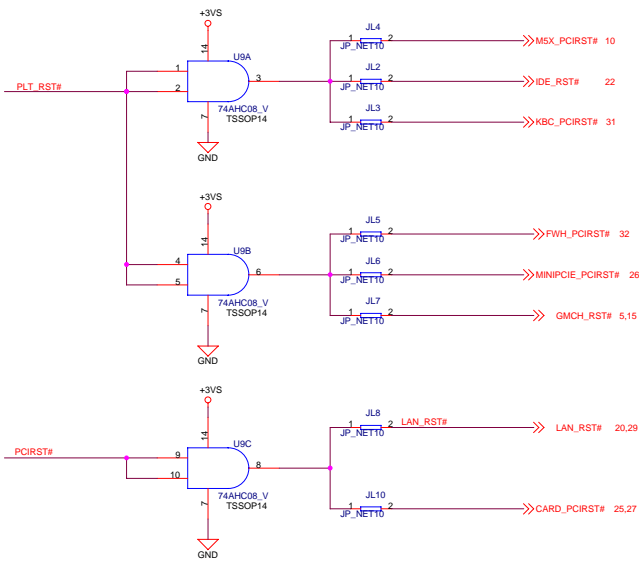 +3VS
14
U9A
PLT_RST#
1
2
3
7
74AHC08_V
TSSOP14
GND
JL4
1
2
JP_NET10
M5X_PCIRST# 10
JL2
1
2
JP_NET10
IDE_RST# 22
JL3
1
2
JP_NET10
KBC_PCIRST# 31
+3VS
14
U9B
4
5
6
7
74AHC08_V
TSSOP14
GND
JL5
1
2
JP_NET10
FWH_PCIRST# 32
JL6
1
2
JP_NET10
MINIPCIE_PCIRST# 26
JL7
1
2
JP_NET10
GMCH_RST# 5,15
+3VS
14
U9C
PCIRST#
9
10
8
7
74AHC08_V
TSSOP14
GND
JL8
1
2
JP_NET10
LAN_RST#
LAN_RST# 20,29
JL10
1
2
JP_NET10
CARD_PCIRST# 25,27